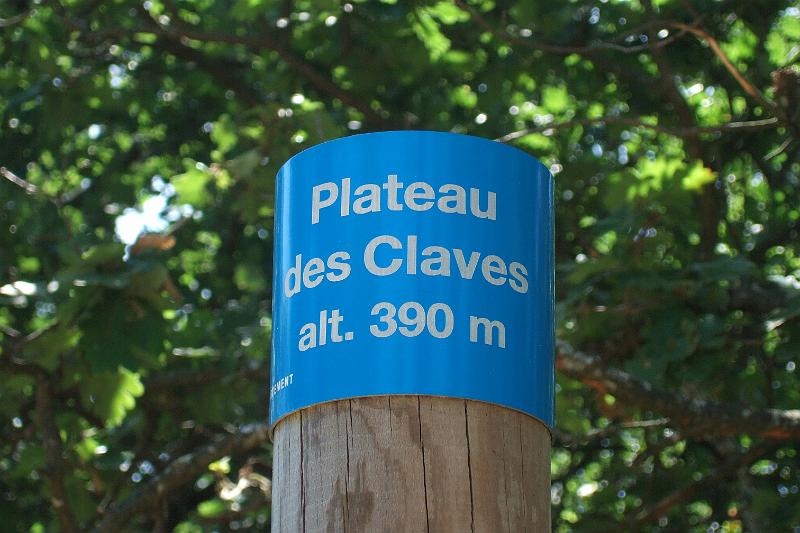 Plateau
des Claves
alt. 390 m